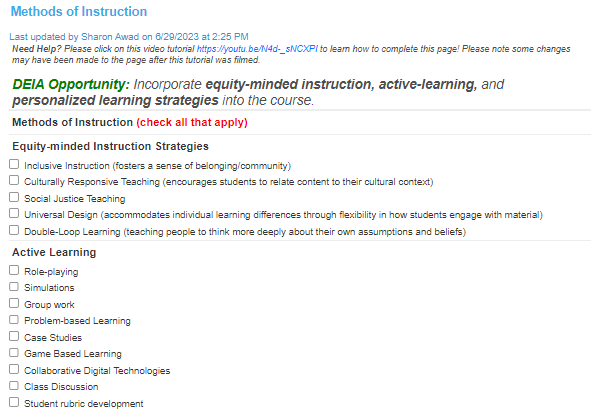 Methods of Instruction
Last updated by Sharon Awad on 6/29/2023 at 2:25 PM
Need Help? Please click on this video tutorial https://youtu.be/N4d-_sNCXPI to learn how to complete this page! Please note some changes
may have been made to the page after this tutorial was filmed.
DEIA Opportunity: Incorporate equity-minded instruction, active-learning, and
personalized learning strategies into the course.
Methods of Instruction (check all that apply)
Equity-minded Instruction Strategies
Inclusive Instruction (fosters a sense of belonging/community)
Culturally Responsive Teaching (encourages students to relate content to their cultural context)
Social Justice Teaching
Universal Design (accommodates individual learning differences through flexibility in how students engage with material)
Double-Loop Learning (teaching people to think more deeply about their own assumptions and beliefs)
Active Learning
Role-playing
Simulations
Group work
Problem-based Learning
Case Studies
Game Based Learning
Collaborative Digital Technologies
Class Discussion
Student rubric development